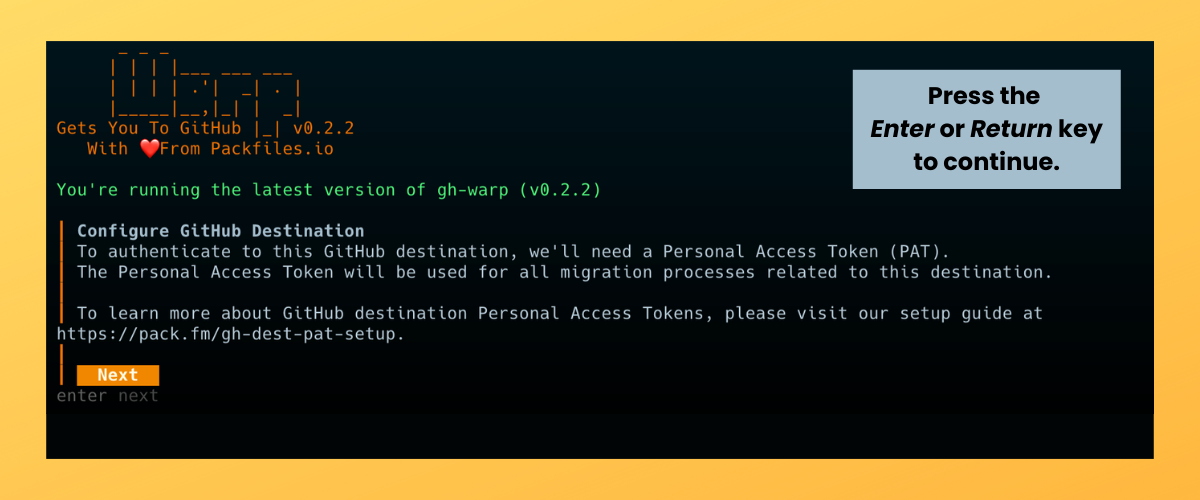 Warp
Gets You To GitHub |_| v0.2.2
With ❤️From Packfiles.io
You're running the latest version of gh-warp (v0.2.2)
Configure GitHub Destination
To authenticate to this GitHub destination, we'll need a Personal Access Token (PAT).
The Personal Access Token will be used for all migration processes related to this destination.
To learn more about GitHub destination Personal Access Tokens, please visit our setup guide at
https://pack.fm/gh-dest-pat-setup.
Next
enter next
Press the
Enter or Return key
to continue.